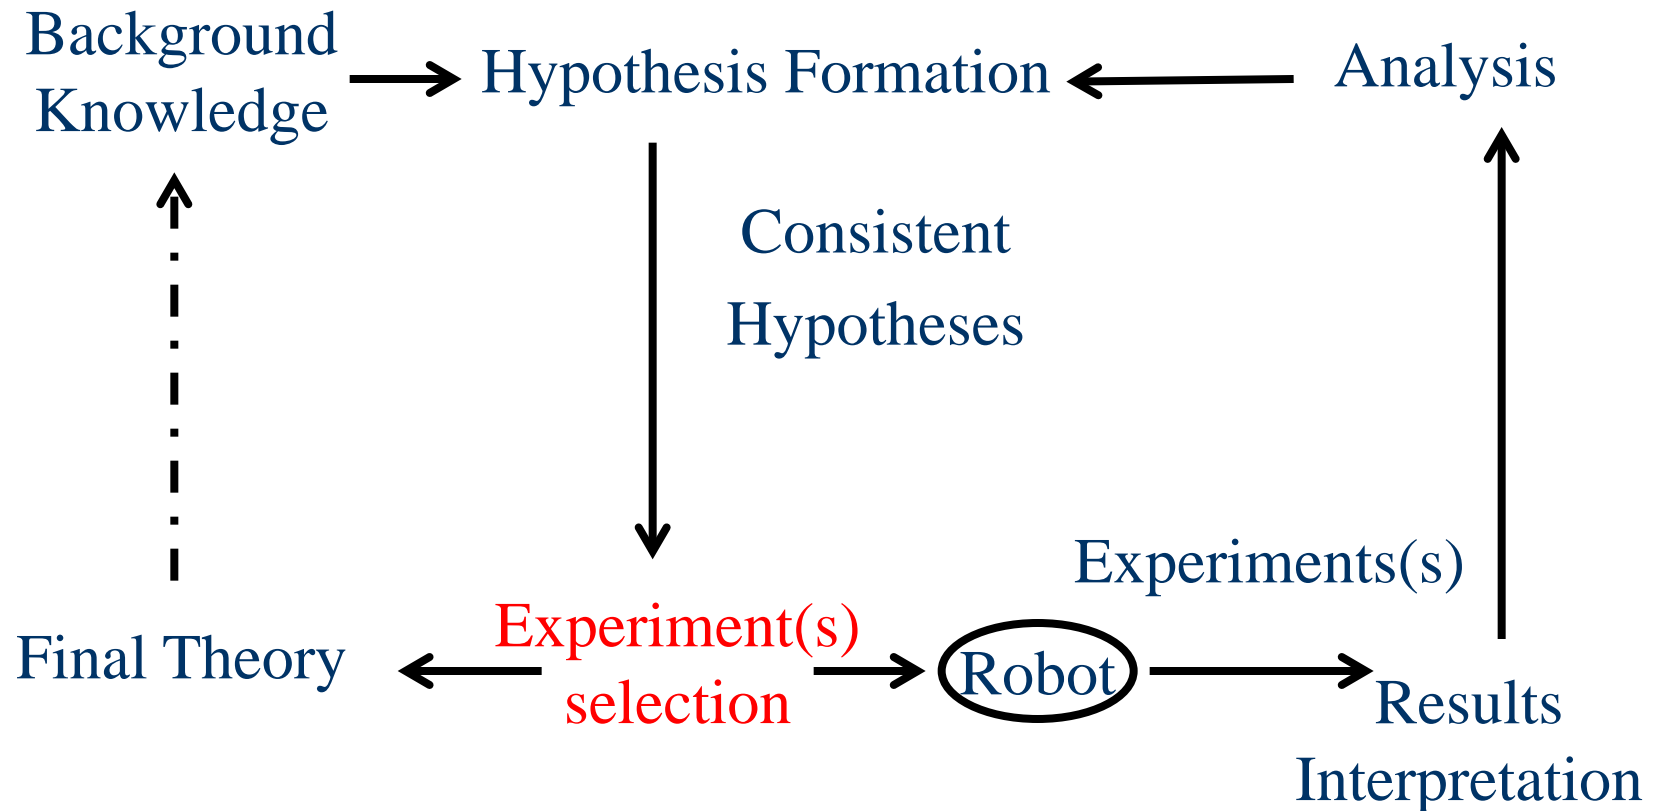 Background
Knowledge
Hypothesis Formation
Analysis
Consistent
Hypotheses
Experiments(s)
Final Theory
Experiment(s)
selection
Robot
Results
Interpretation